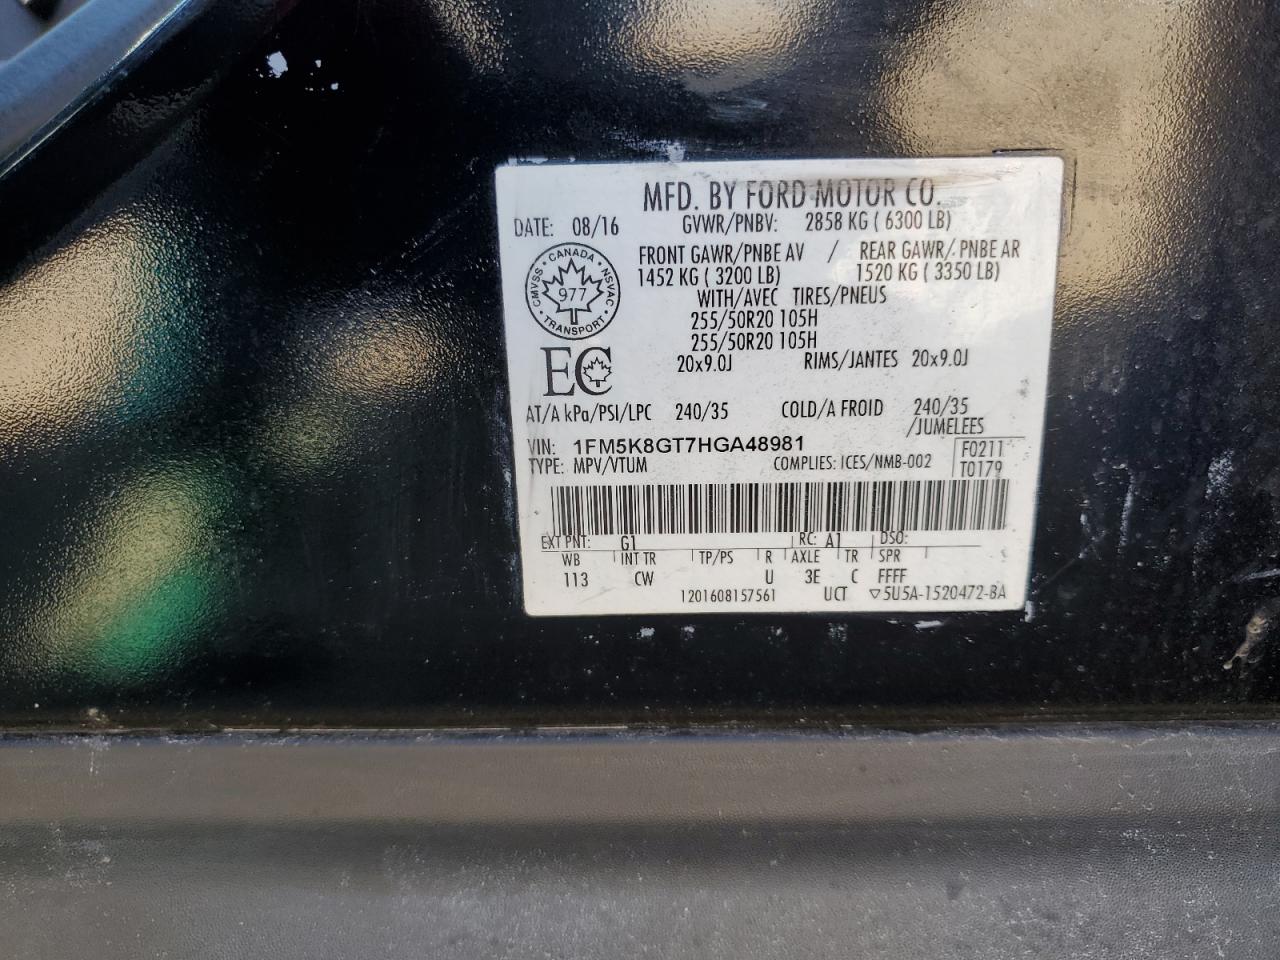 MFD. BY FORD MOTOR CO.
DATE: 08/16
GVWR/PNBV: 2858 KG ( 6300 LB)
FRONT GAWR/PNBE AV / REAR GAWR/PNBE AR
1452 KG ( 3200 LB) 1520 KG ( 3350 LB)
WITH/AVEC TIRES/PNEUS
255/50R20 105H
255/50R20 105H
20x9.0J RIMS/JANTES 20x9.0J
CANADA
CMVSS NSVAC
977
TRANSPORT
EC
AT/A kPa/PSI/LPC 240/35 COLD/A FROID 240/35
/JUMELEES
VIN: 1FM5K8GT7HGA48981
F0211
TYPE: MPV/VTUM COMPLIES: ICES/NMB-002
T0179
EXT PNT: G1 RC: A1 DSO:
WB INT TR TP/PS R AXLE TR SPR
113 CW U 3E C FFFF
1201608157561 UCT ▽5U5A-1520472-BA